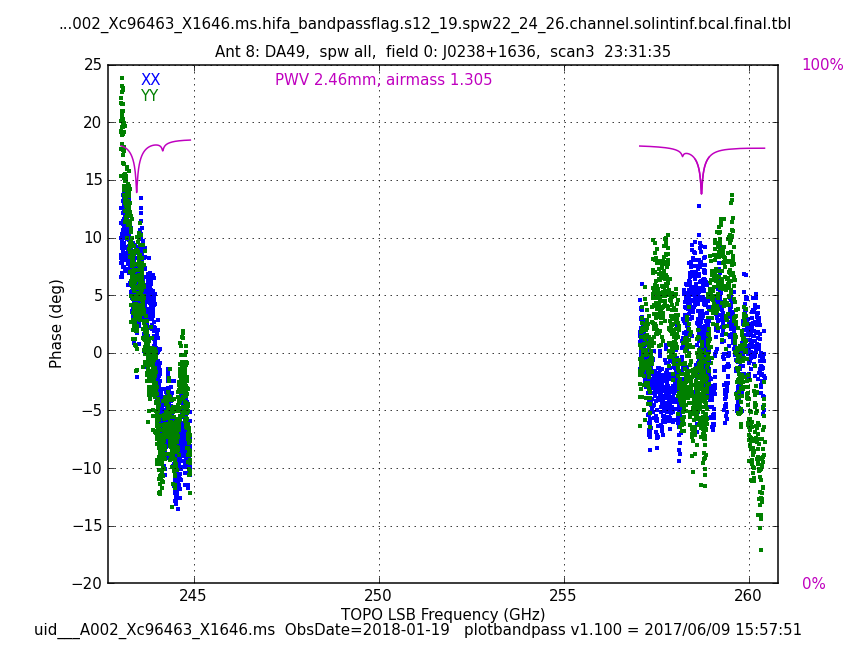 ...002_Xc96463_X1646.ms.hifa_bandpassflag.s12_19.spw22_24_26.channel.solintinf.bcal.final.tbl
Ant 8: DA49,  spw all,  field 0: J0238+1636,  scan3  23:31:35
25
XX
PWV 2.46mm, airmass 1.305
100%
YY
20
15
10
5
Phase (deg)
0
−5
−10
−15
−20
0%
245
250
255
260
TOPO LSB Frequency (GHz)
uid___A002_Xc96463_X1646.ms  ObsDate=2018-01-19   plotbandpass v1.100 = 2017/06/09 15:57:51